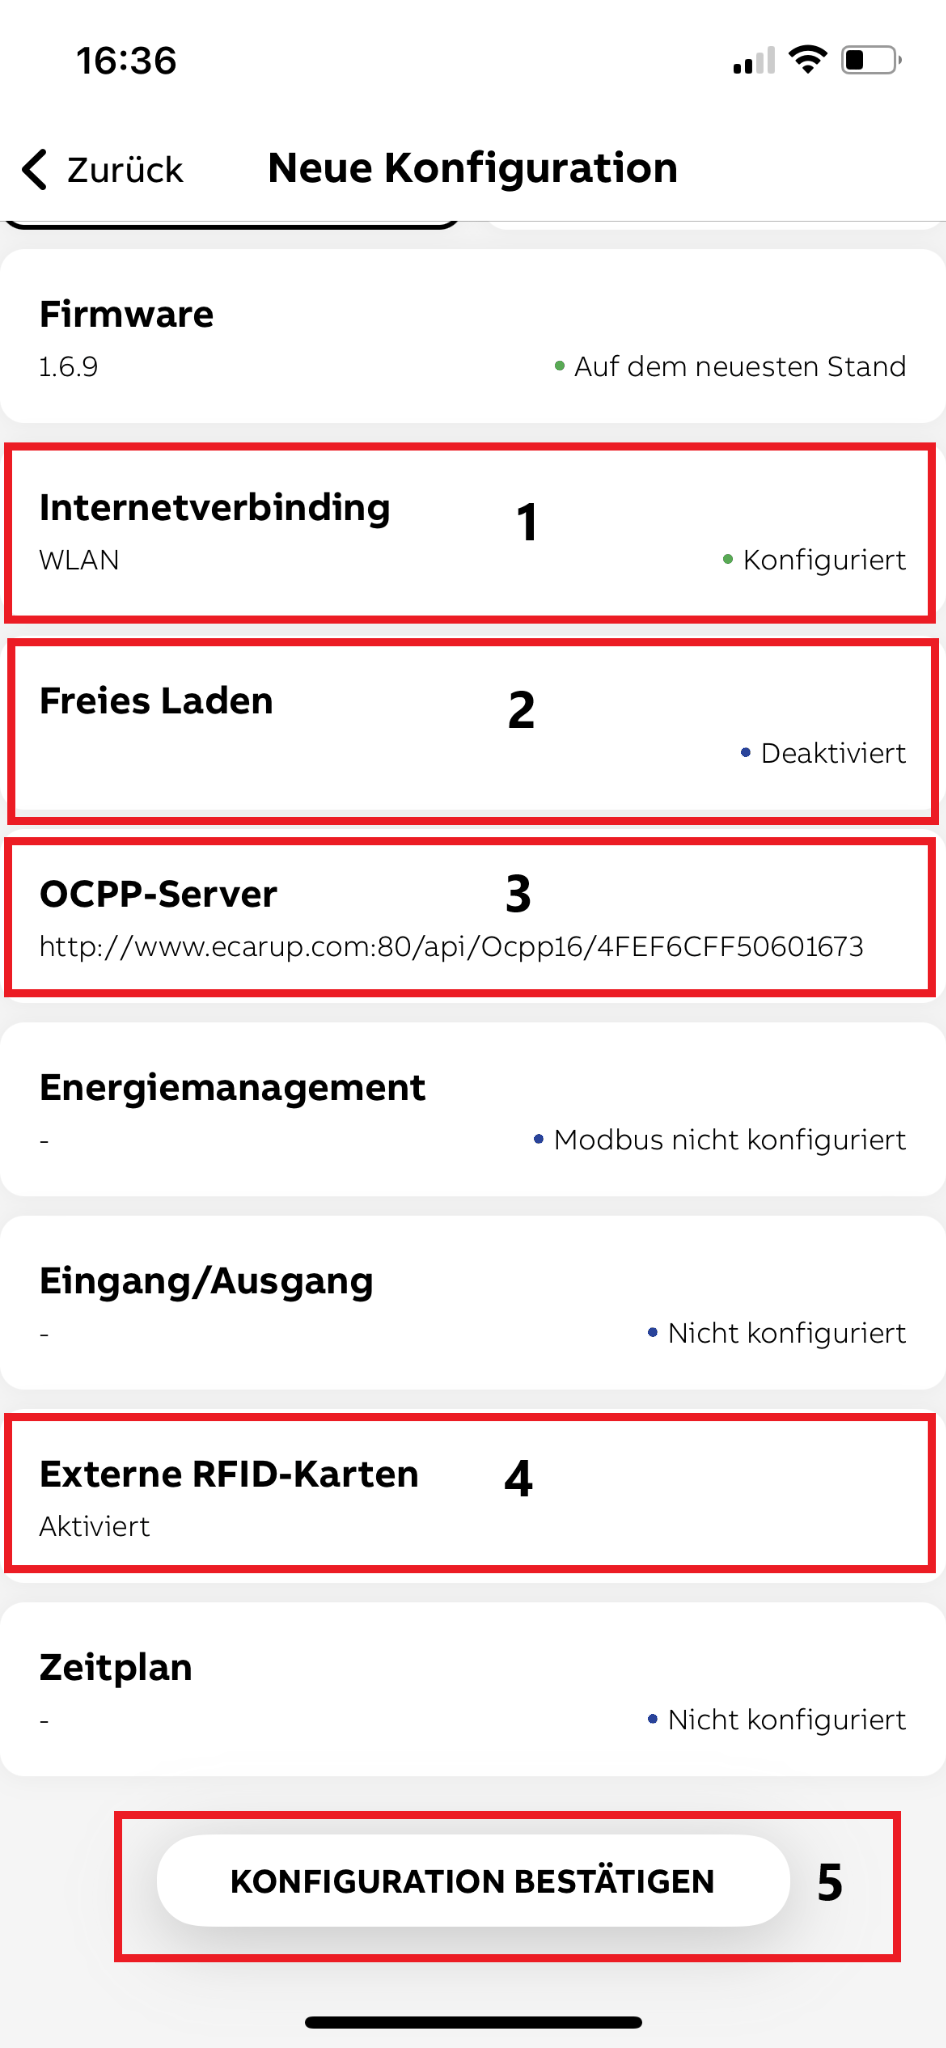 16:36
Zurück Neue Konfiguration
Firmware
1.6.9 Auf dem neuesten Stand
Internetverbinding 1
WLAN Konfiguriert
Freies Laden 2
Deaktiviert
OCPP-Server 3
http://www.ecarup.com:80/api/Ocpp16/4FEF6CFF50601673
Energiemanagement
- Modbus nicht konfiguriert
Eingang/Ausgang
- Nicht konfiguriert
Externe RFID-Karten 4
Aktiviert
Zeitplan
- Nicht konfiguriert
KONFIGURATION BESTÄTIGEN 5